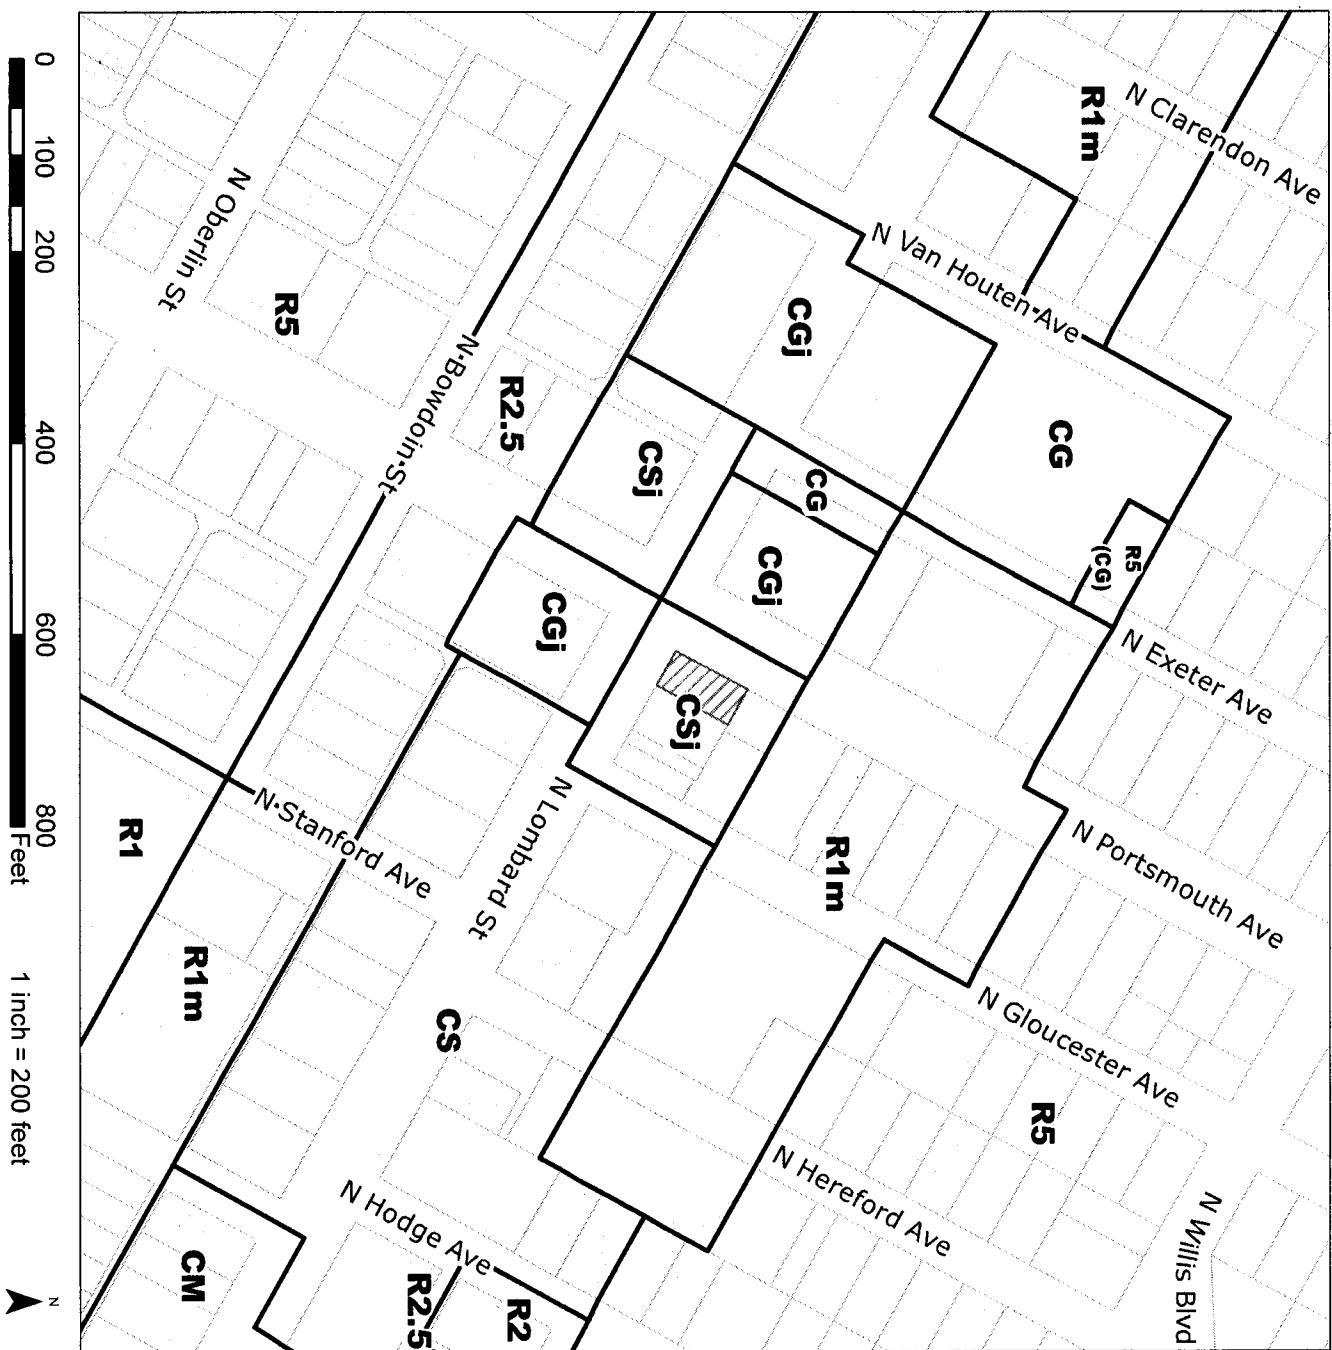 N Clarendon Ave
R1m
N Van Houten Ave
N Oberlin St
R5
CGj
CG
N Bowdoin St
R2.5
CSj
CG
R5
(CG)
CGj
CGj
N Exeter Ave
CSj
N Portsmouth Ave
N Stanford Ave
R1
N Lombard St
R1m
R1m
N Gloucester Ave
CS
R5
N Hereford Ave
N Hodge Ave
N Willis Blvd
CM
R2.5
R2
0 100 200 400 600 800
Feet
1 inch = 200 feet
N